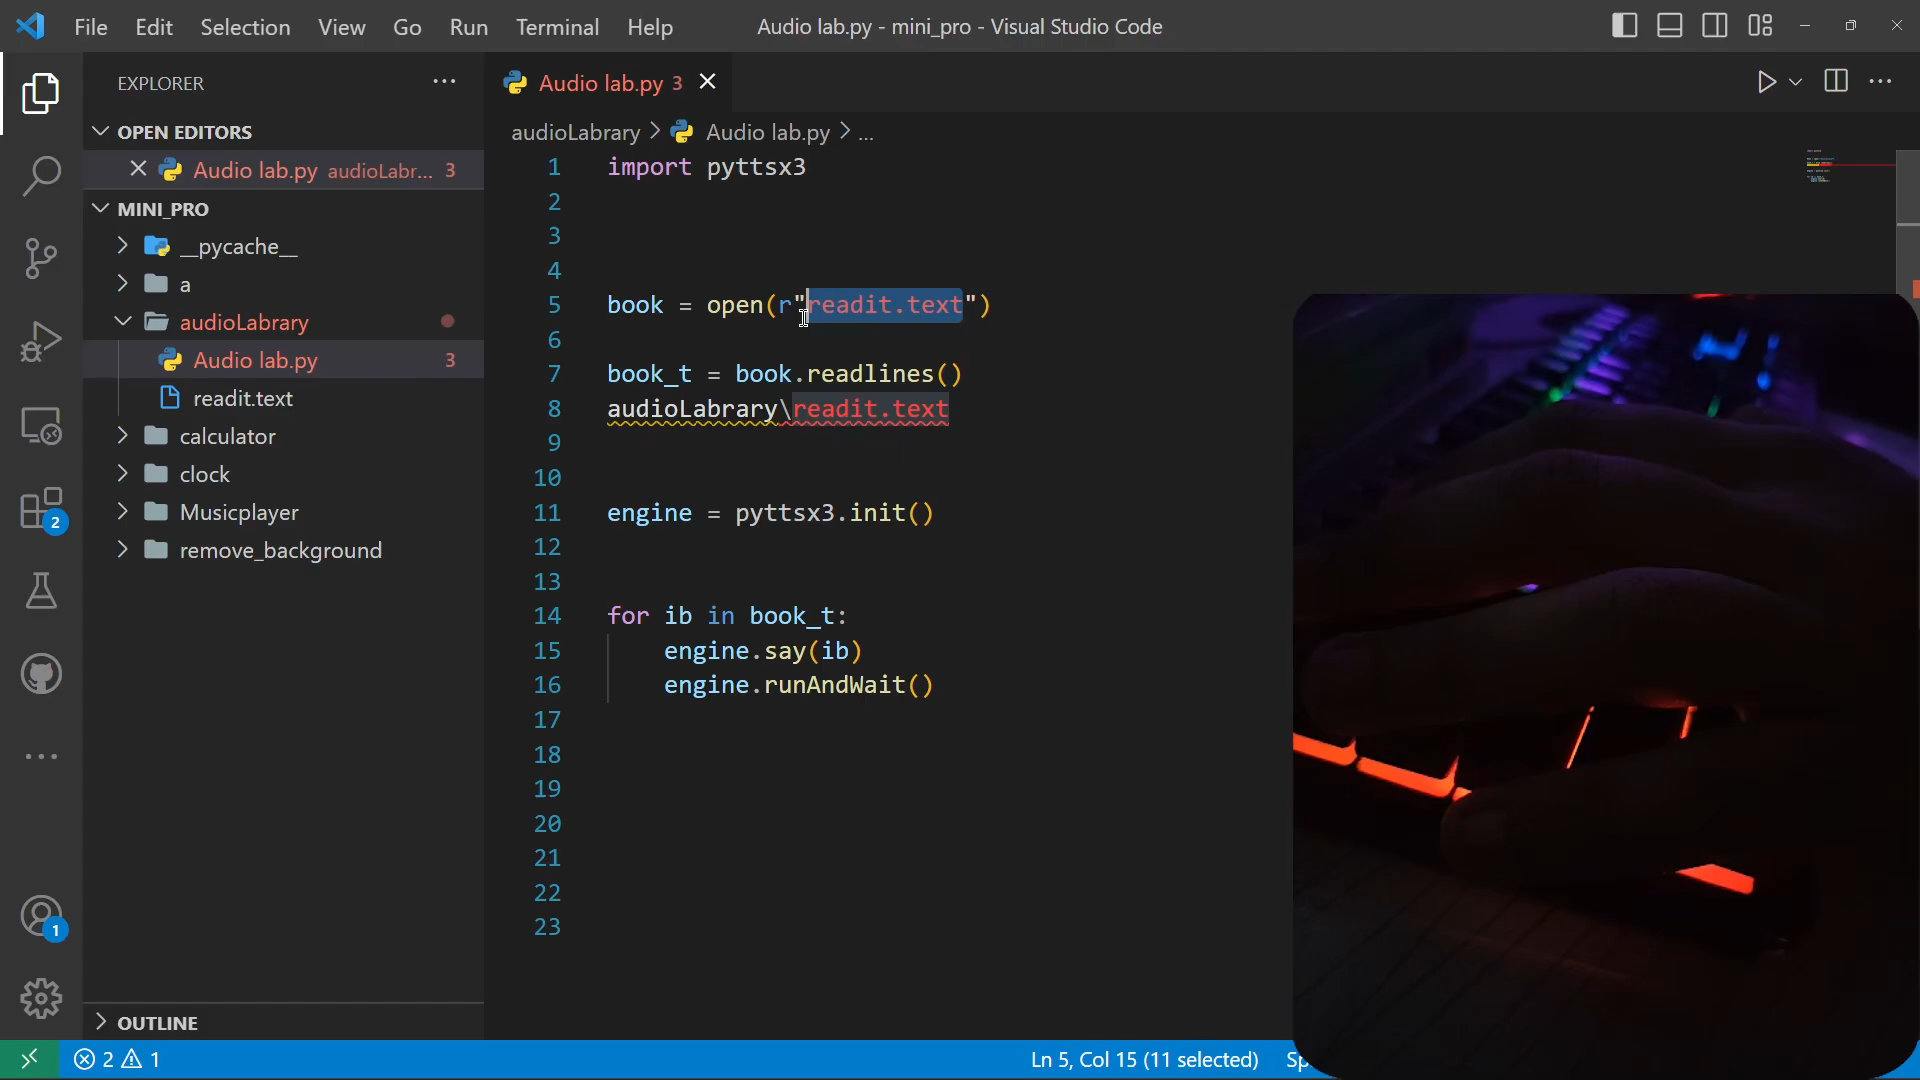 File Edit Selection View Go Run Terminal Help
Audio lab.py - mini_pro - Visual Studio Code
EXPLORER
OPEN EDITORS
Audio lab.py audioLabr... 3
MINI_PRO
__pycache__
a
audioLabrary
Audio lab.py 3
readit.text
calculator
clock
Musicplayer
remove_background
OUTLINE
2
1
Audio lab.py 3
audioLabrary > Audio lab.py > ...
1 import pyttsx3
2
3
4
5 book = open(r"readit.text")
6
7 book_t = book.readlines()
8 audioLabrary\readit.text
9
10
11 engine = pyttsx3.init()
12
13
14 for ib in book_t:
15 engine.say(ib)
16 engine.runAndWait()
17
18
19
20
21
22
23
2 1
Ln 5, Col 15 (11 selected)